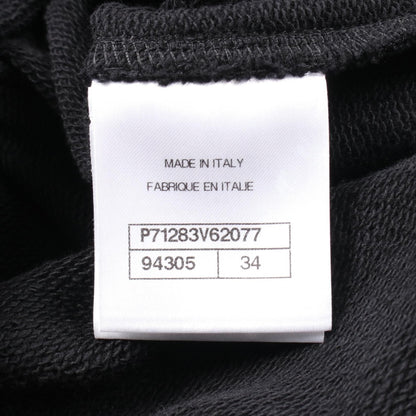 MADE IN ITALY
FABRIQUE EN ITALIE
P71283V62077
94305 34